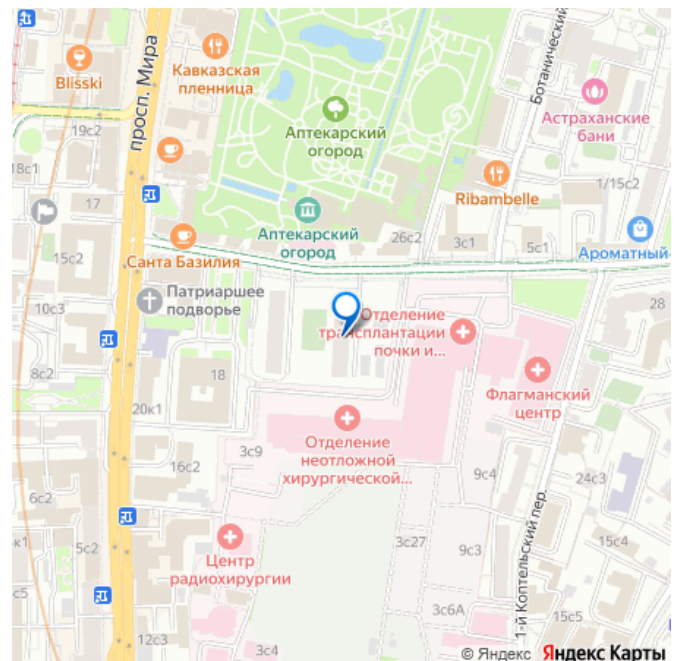 Blisski
Кавказская
пленница
просп. Мира
Аптекарский
огород
Ботанический
Астраханские
бани
19с2
18с1
17
Ribambelle
1/15с2
Аптекарский
огород
26с2
3с1
5с1
Ароматный
15с2
Санта Базилия
Патриаршее
подворье
10с3
Отделение
трансплантации
почки и...
28
8с2
18
Флагманский
центр
20к1
Отделение
неотложной
хирургической...
3с9
16с2
9с4
24с3
6с2
5с2
Центр
радиохирургии
3с27
9с3
15с4
1-й Коптельский пер.
3с6А
15с5
12с3
3с4
© Яндекс Яндекс Карты